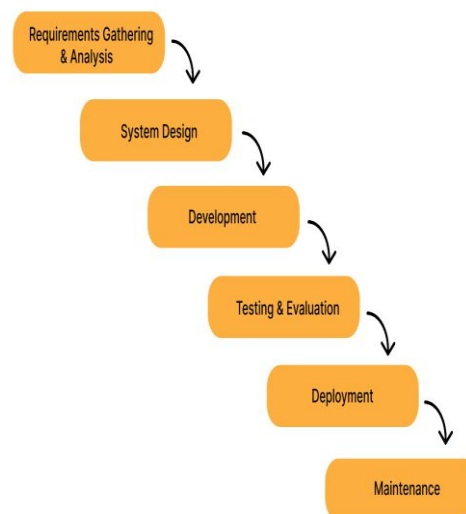 Requirements Gathering
& Analysis
System Design
Development
Testing & Evaluation
Deployment
Maintenance